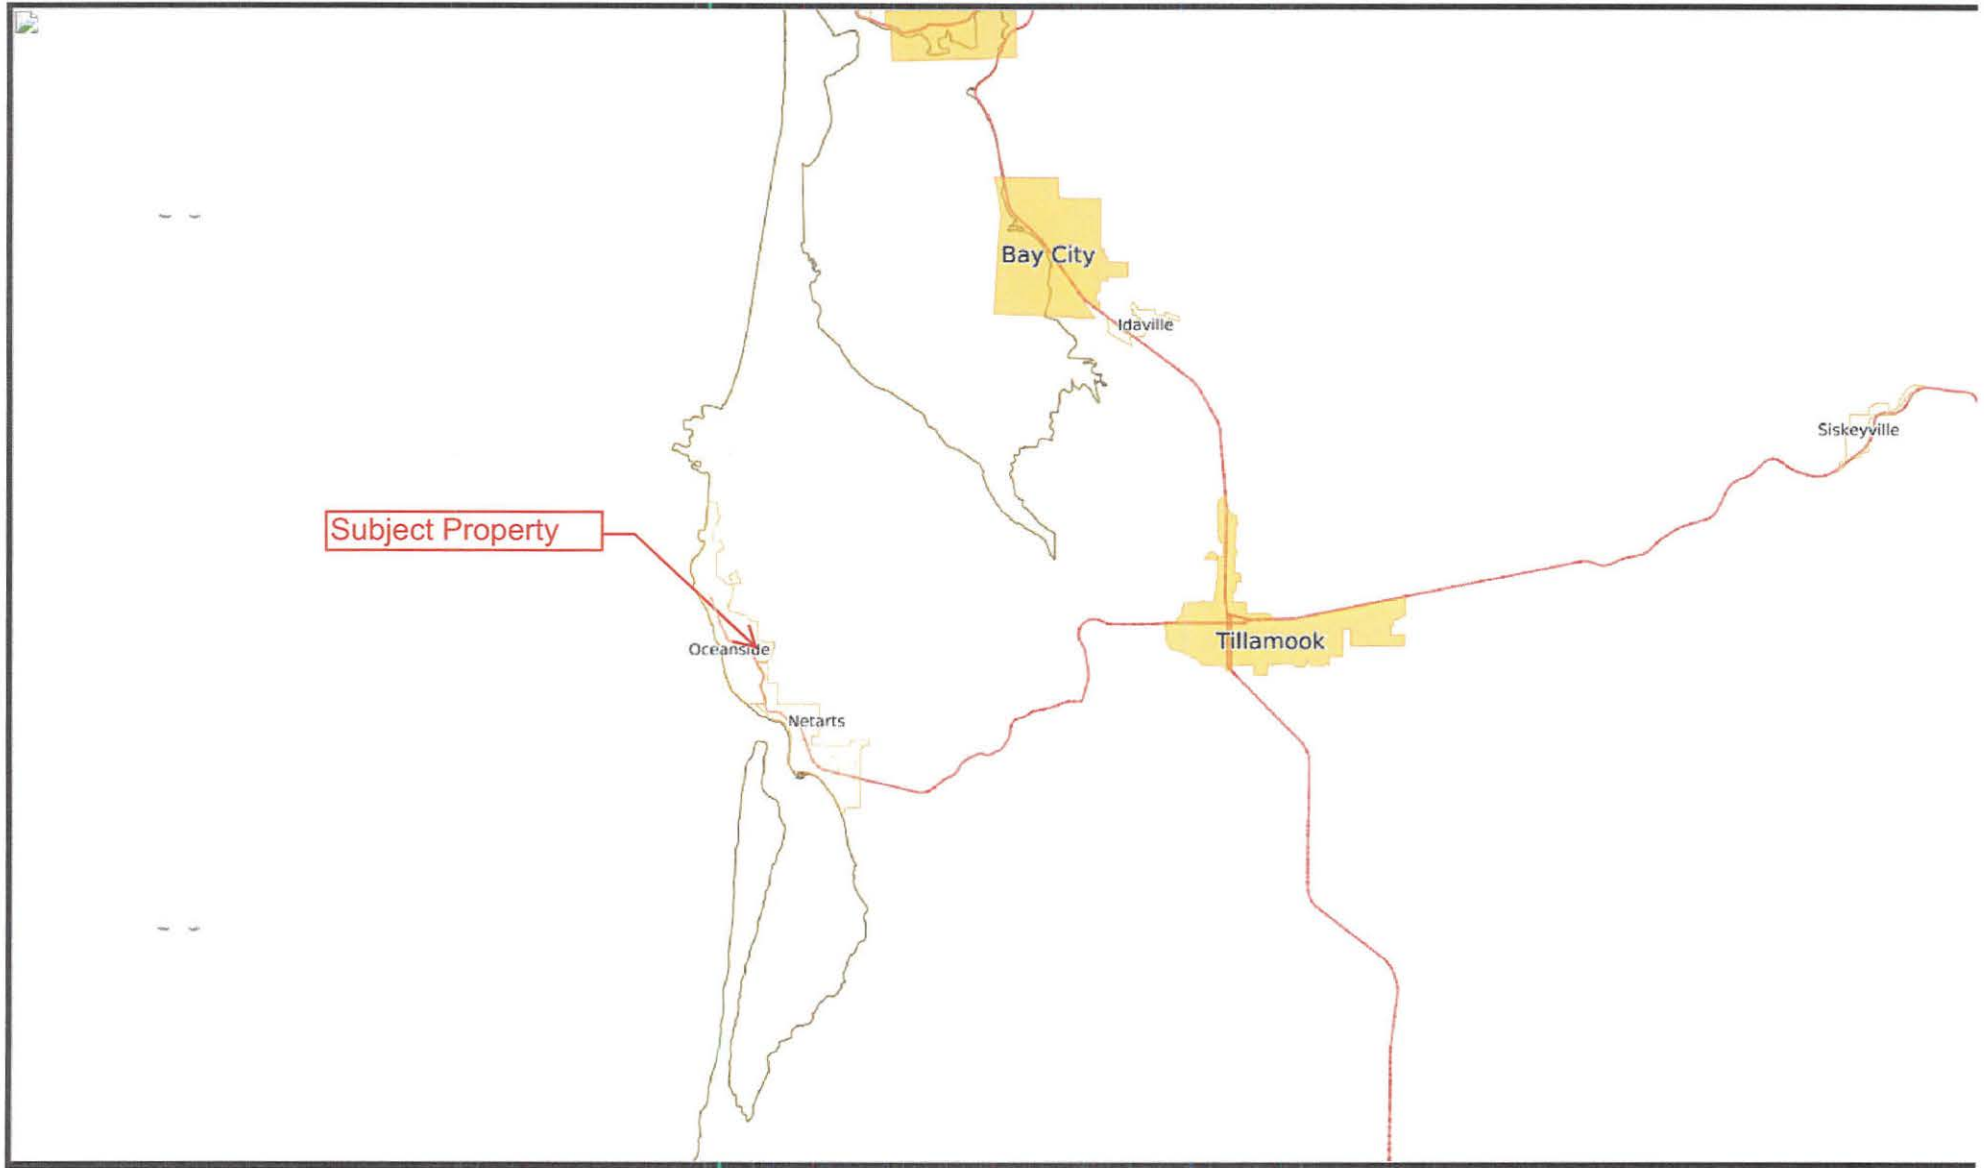 Bay City
Idaville
Siskeyville
Subject Property
Tillamook
Oceanside
Netarts